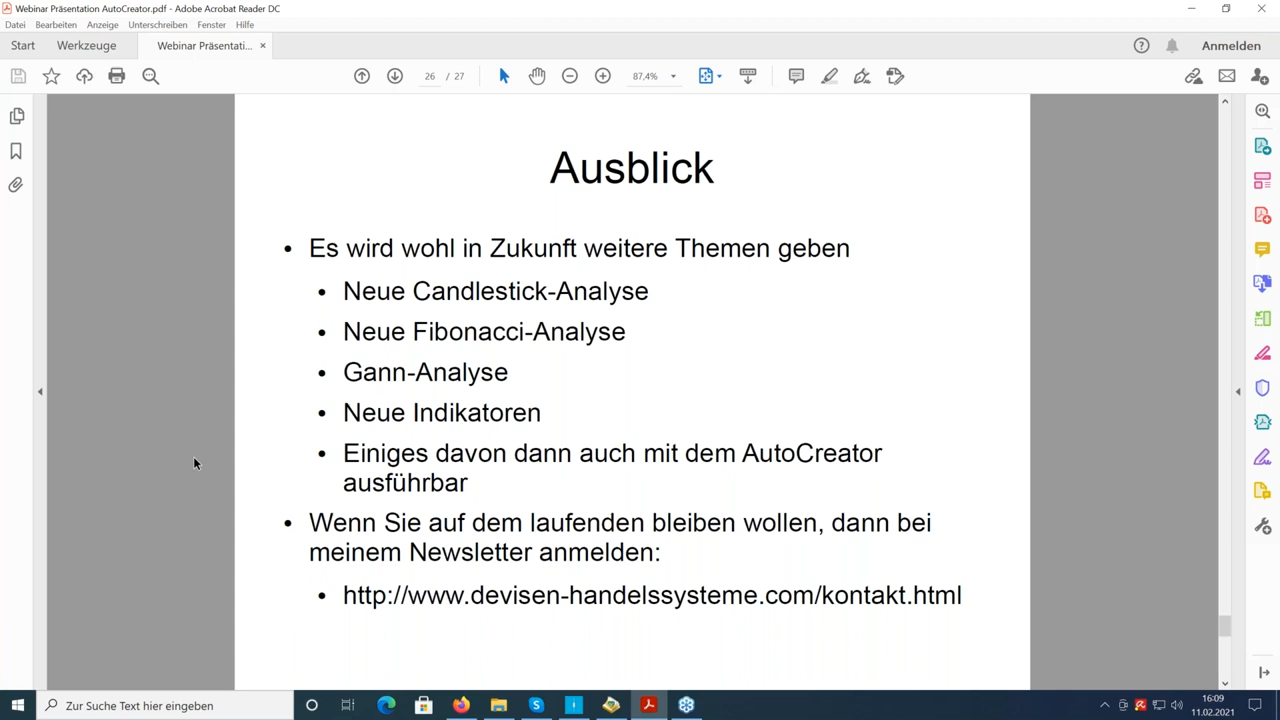 Webinar Präsentation AutoCreator.pdf - Adobe Acrobat Reader DC
Datei Bearbeiten Anzeige Unterschreiben Fenster Hilfe
Start Werkzeuge Webinar Präsentati... × Anmelden
26 / 27 87,4%
Ausblick
• Es wird wohl in Zukunft weitere Themen geben
• Neue Candlestick-Analyse
• Neue Fibonacci-Analyse
• Gann-Analyse
• Neue Indikatoren
• Einiges davon dann auch mit dem AutoCreator
ausführbar
• Wenn Sie auf dem laufenden bleiben wollen, dann bei
meinem Newsletter anmelden:
• http://www.devisen-handelssysteme.com/kontakt.html
Zur Suche Text hier eingeben
16:09
11.02.2021